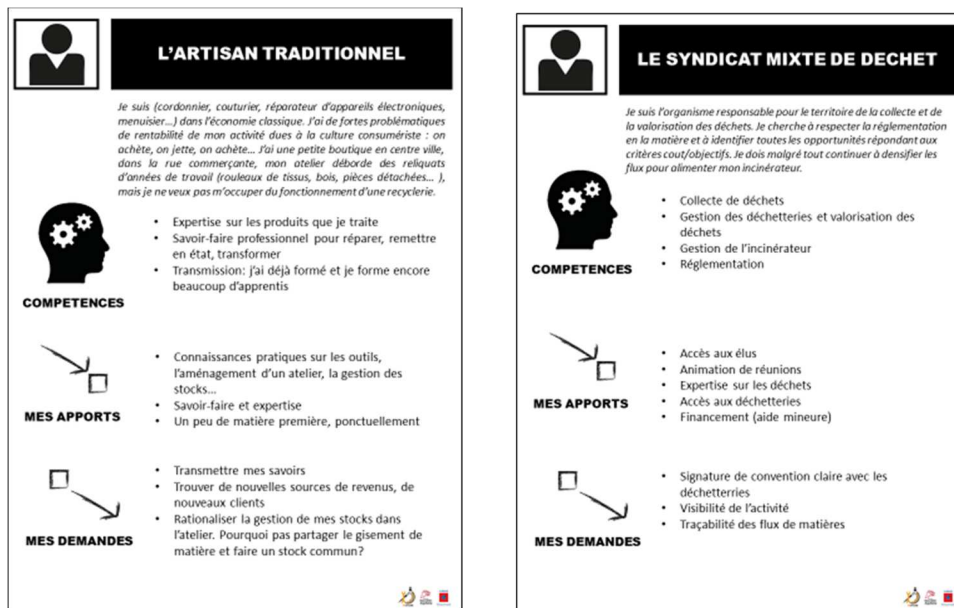 L'ARTISAN TRADITIONNEL
Je suis (cordonnier, couturier, réparateur d'appareils électroniques,
menuisier...) dans l'économie classique. J'ai de fortes problématiques
de rentabilité de mon activité dues à la culture consumériste : on
achète, on jette, on achète... J'ai une petite boutique en centre ville,
dans la rue commerçante, mon atelier déborde des reliquats
d'années de travail (rouleaux de tissus, bois, pièces détachées... ),
mais je ne veux pas m'occuper du fonctionnement d'une recyclerie.
• Expertise sur les produits que je traite
• Savoir-faire professionnel pour réparer, remettre
en état, transformer
• Transmission: j'ai déjà formé et je forme encore
beaucoup d'apprentis
COMPETENCES
• Connaissances pratiques sur les outils,
l'aménagement d'un atelier, la gestion des
stocks...
• Savoir-faire et expertise
• Un peu de matière première, ponctuellement
MES APPORTS
• Transmettre mes savoirs
• Trouver de nouvelles sources de revenus, de
nouveaux clients
• Rationaliser la gestion de mes stocks dans
l'atelier. Pourquoi pas partager le gisement de
matière et faire un stock commun?
MES DEMANDES
LE SYNDICAT MIXTE DE DECHET
Je suis l'organisme responsable pour le territoire de la collecte et de
la valorisation des déchets. Je cherche à respecter la réglementation
en la matière et à identifier toutes les opportunités répondant aux
critères cout/objectifs. Je dois malgré tout continuer à densifier les
flux pour alimenter mon incinérateur.
• Collecte de déchets
• Gestion des déchetteries et valorisation des
déchets
• Gestion de l'incinérateur
• Réglementation
COMPETENCES
• Accès aux élus
• Animation de réunions
• Expertise sur les déchets
• Accès aux déchetteries
• Financement (aide mineure)
MES APPORTS
• Signature de convention claire avec les
déchetterries
• Visibilité de l'activité
• Traçabilité des flux de matières
MES DEMANDES